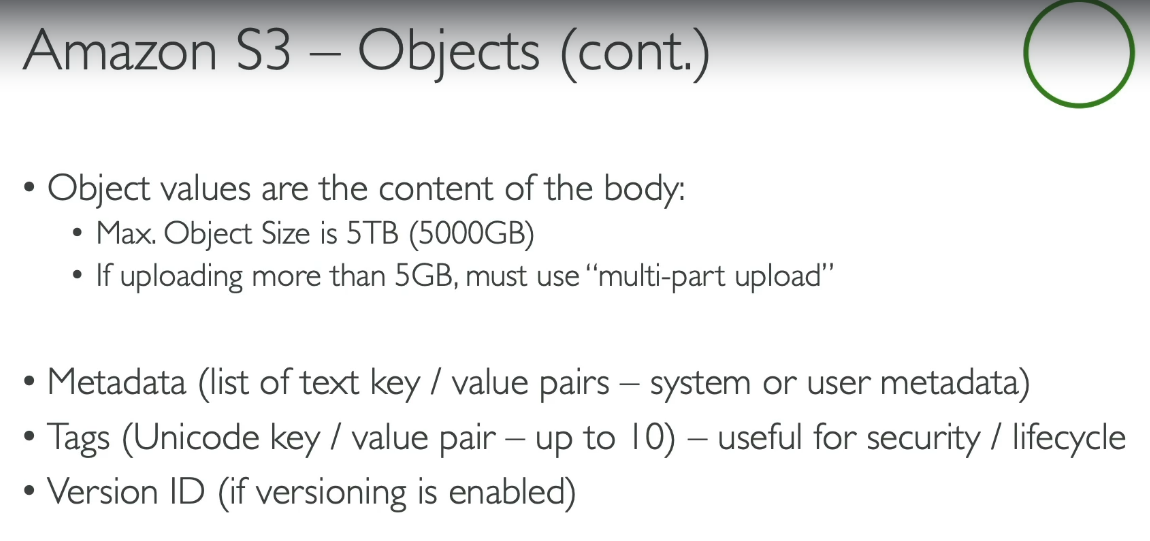 Amazon S3 – Objects (cont.)
• Object values are the content of the body:
• Max. Object Size is 5TB (5000GB)
• If uploading more than 5GB, must use “multi-part upload”
• Metadata (list of text key / value pairs – system or user metadata)
• Tags (Unicode key / value pair – up to 10) – useful for security / lifecycle
• Version ID (if versioning is enabled)